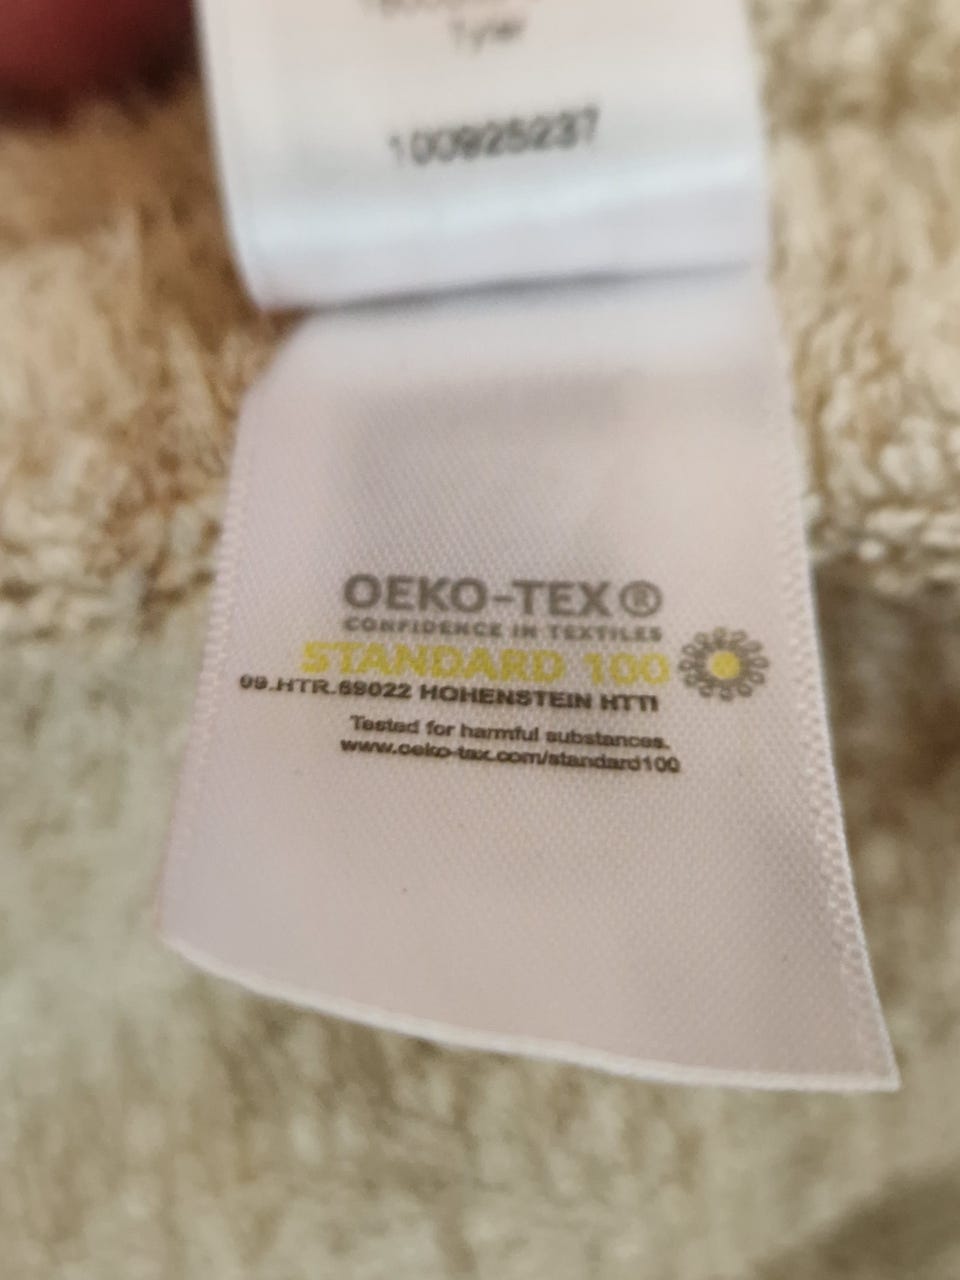 Tyler
100925237
OEKO-TEX®
CONFIDENCE IN TEXTILES
STANDARD 100
09.HTR.69022 HOHENSTEIN HTTI
Tested for harmful substances.
www.oeko-tax.com/standard100